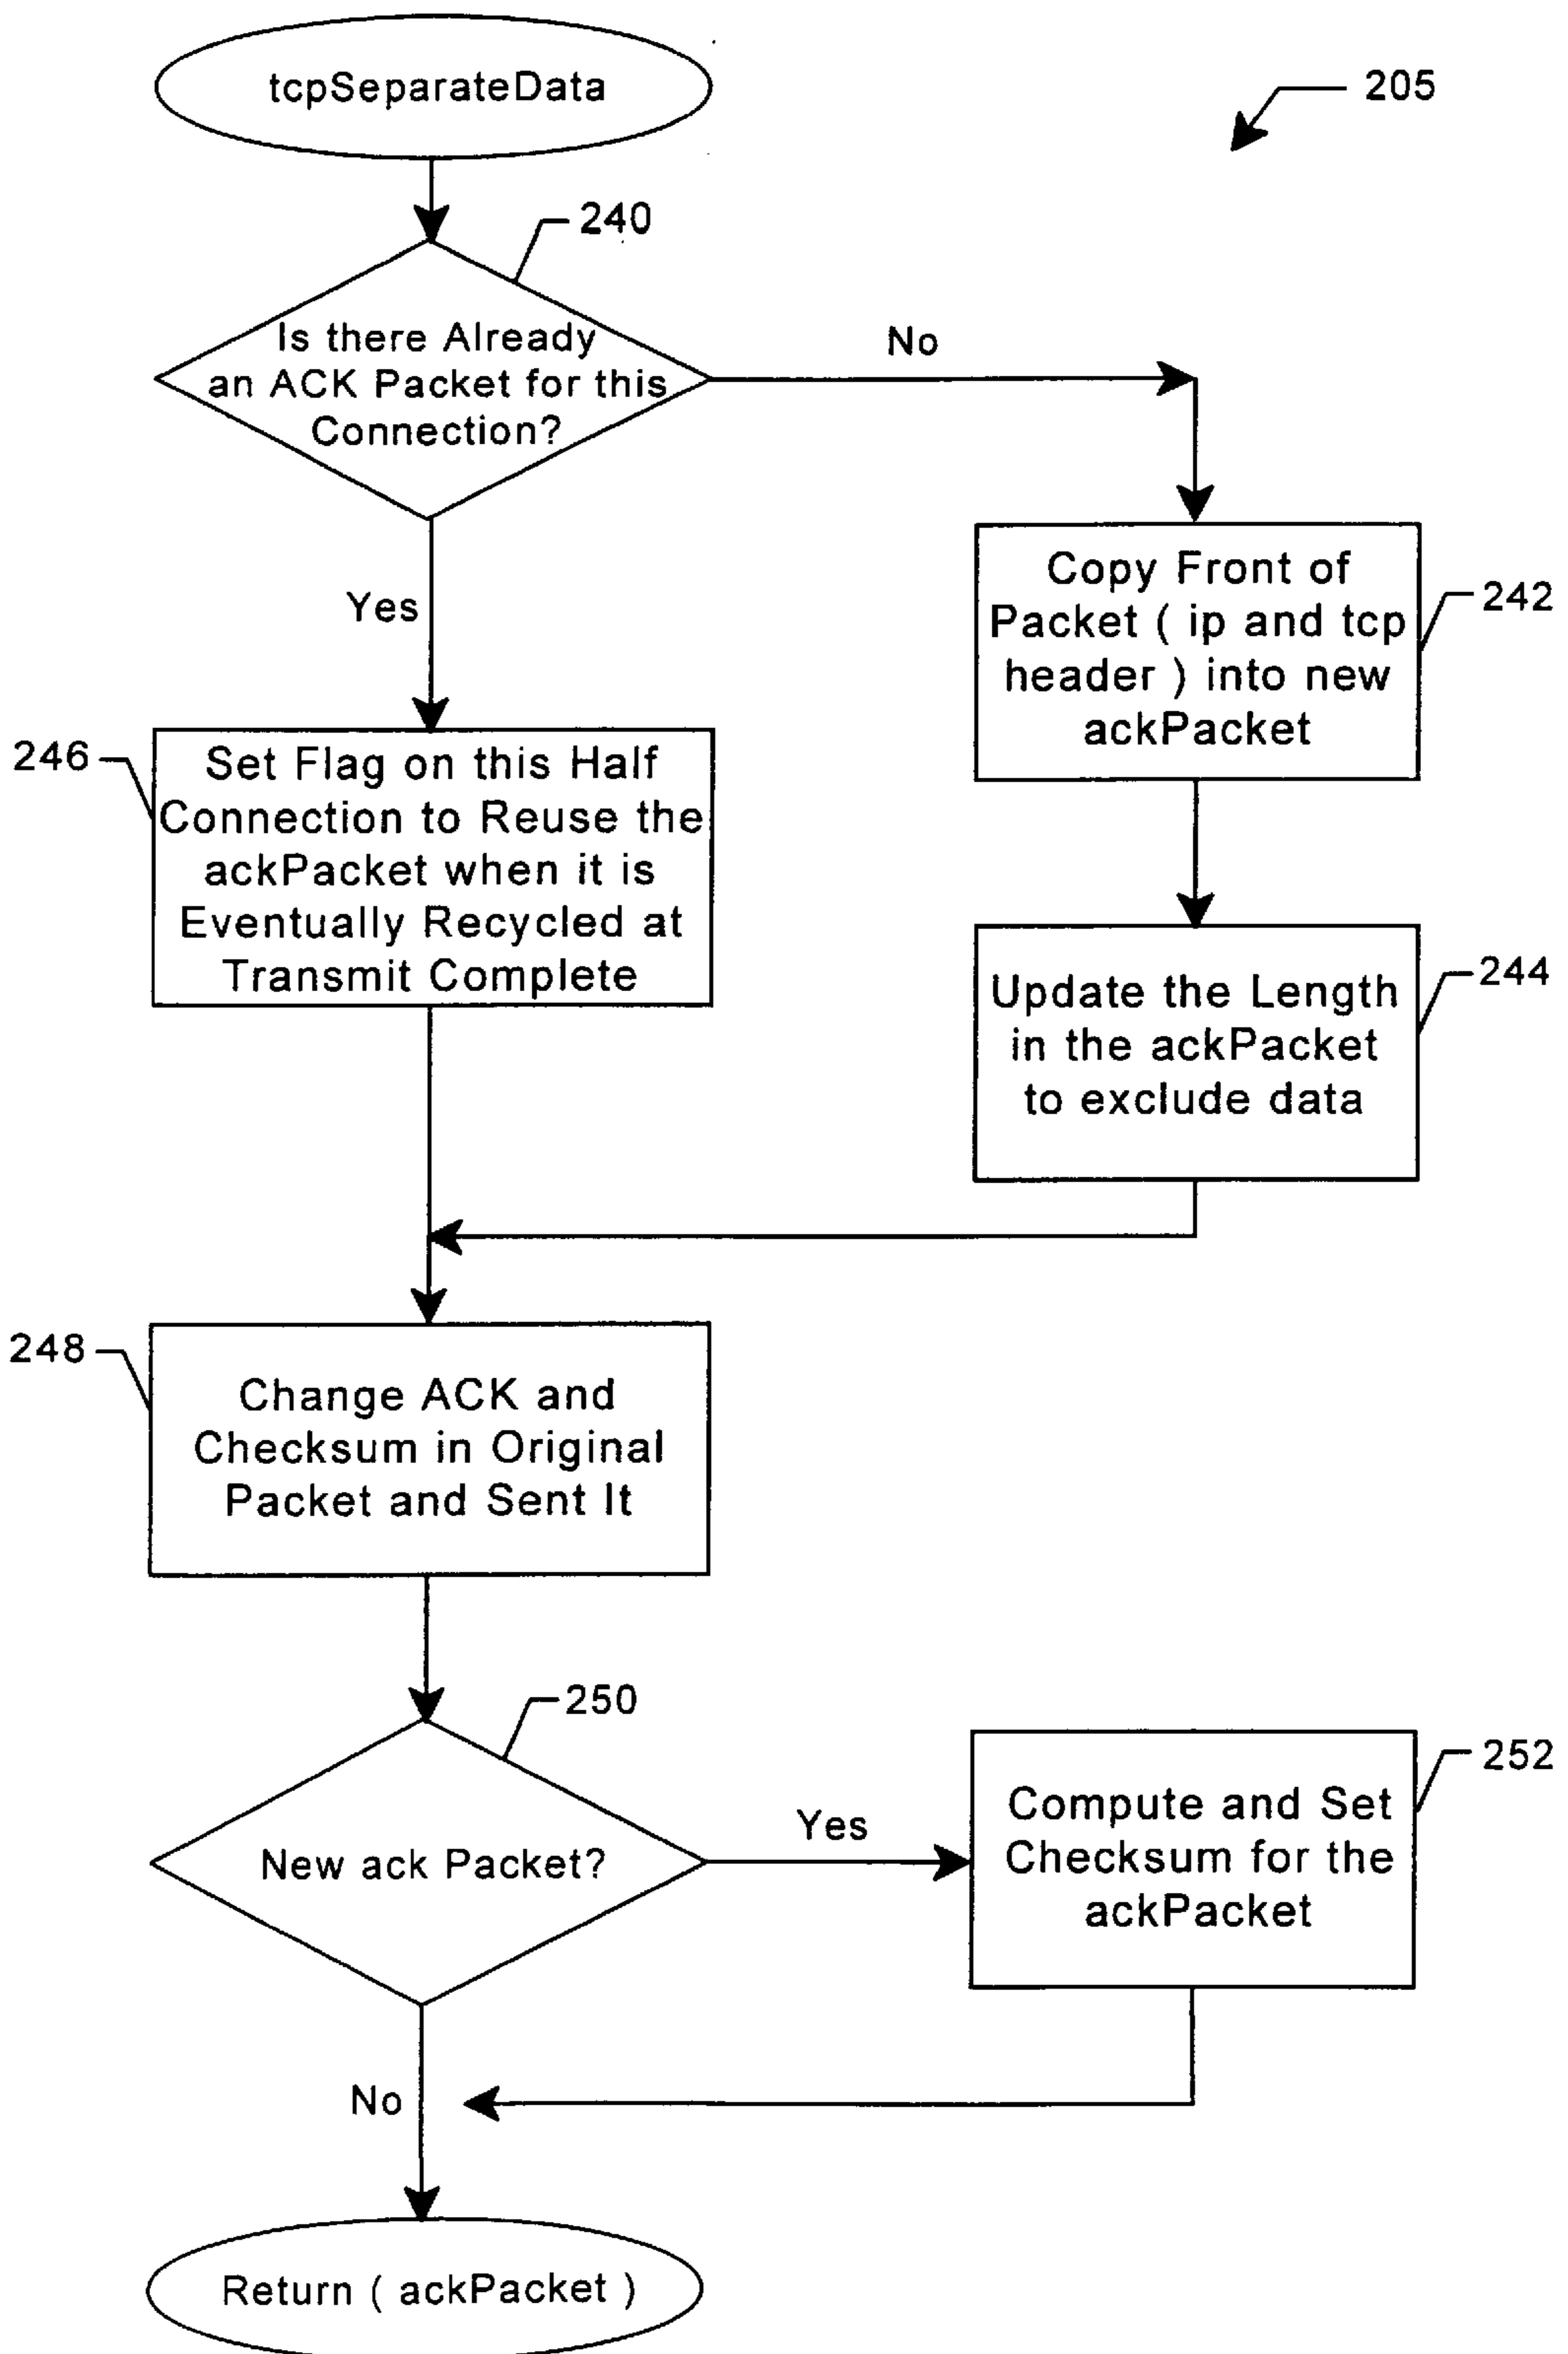 tcpSeparateData
205
240
Is there Already
an ACK Packet for this
Connection?
No
Yes
Copy Front of
Packet ( ip and tcp
header ) into new
ackPacket
242
246
Set Flag on this Half
Connection to Reuse the
ackPacket when it is
Eventually Recycled at
Transmit Complete
Update the Length
in the ackPacket
to exclude data
244
248
Change ACK and
Checksum in Original
Packet and Sent It
250
New ack Packet?
Yes
252
Compute and Set
Checksum for the
ackPacket
No
Return ( ackPacket )